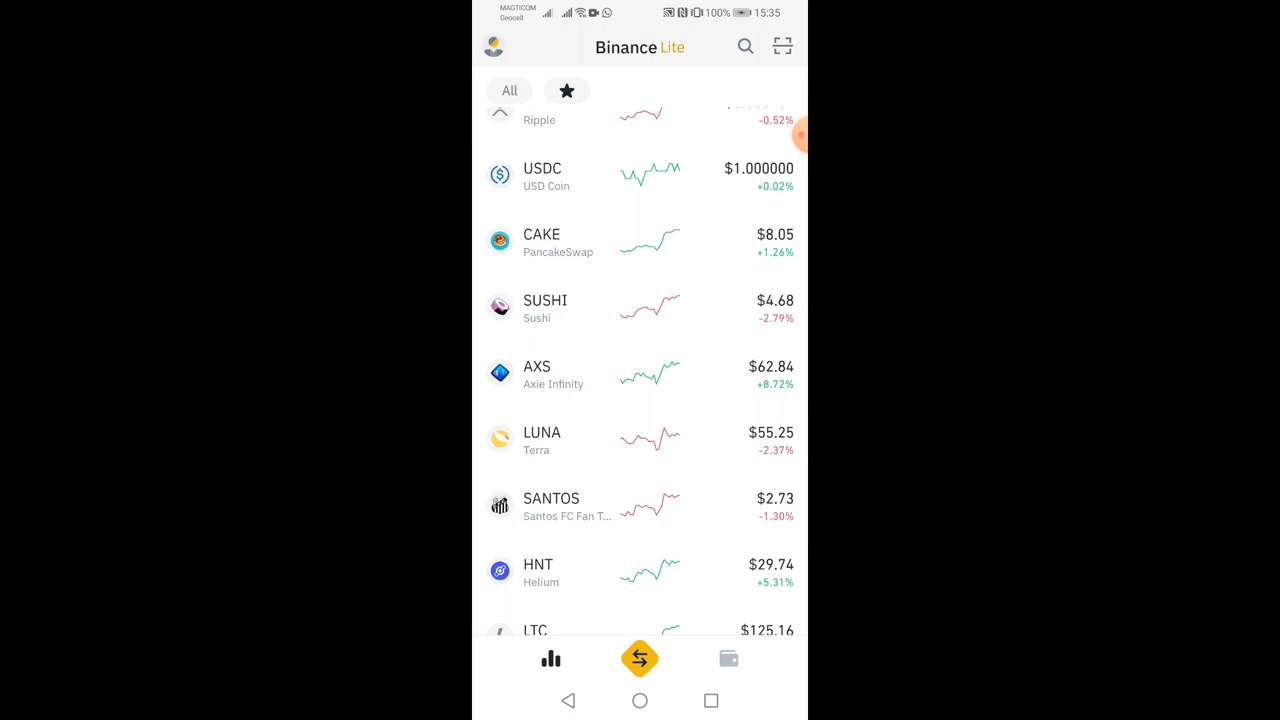 MAGTICOM
Geocell
100%
15:35
Binance Lite
All
Ripple
-0.52%
USDC
$1.000000
USD Coin
+0.02%
CAKE
$8.05
PancakeSwap
+1.26%
SUSHI
$4.68
Sushi
-2.79%
AXS
$62.84
Axie Infinity
+8.72%
LUNA
$55.25
Terra
-2.37%
SANTOS
$2.73
Santos FC Fan T...
-1.30%
HNT
$29.74
Helium
+5.31%
LTC
$125.16